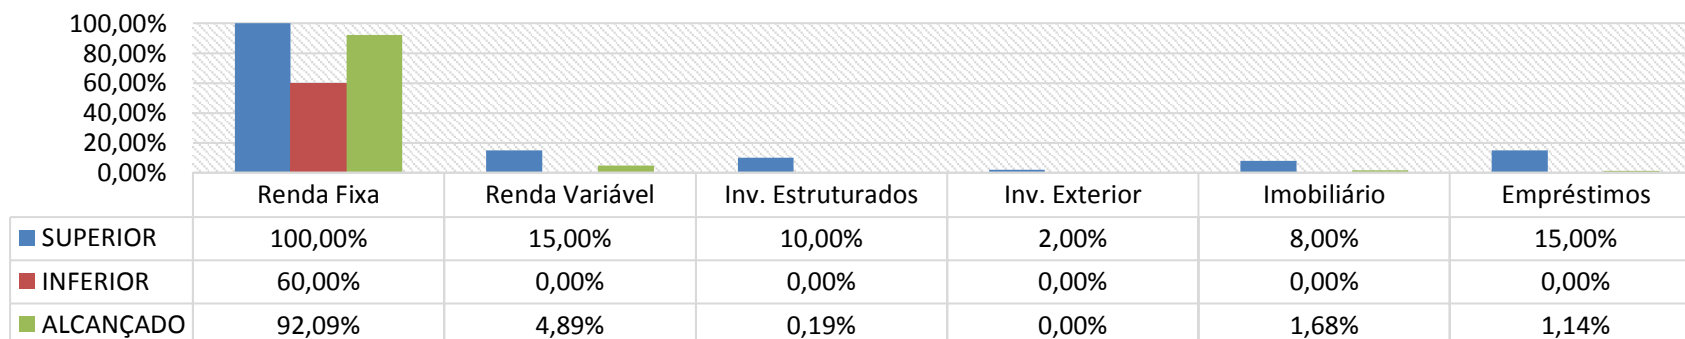 100,00%
80,00%
60,00%
40,00%
20,00%
0,00%
Renda Fixa Renda Variável Inv. Estruturados Inv. Exterior Imobiliário Empréstimos
SUPERIOR 100,00% 15,00% 10,00% 2,00% 8,00% 15,00%
INFERIOR 60,00% 0,00% 0,00% 0,00% 0,00% 0,00%
ALCANÇADO 92,09% 4,89% 0,19% 0,00% 1,68% 1,14%